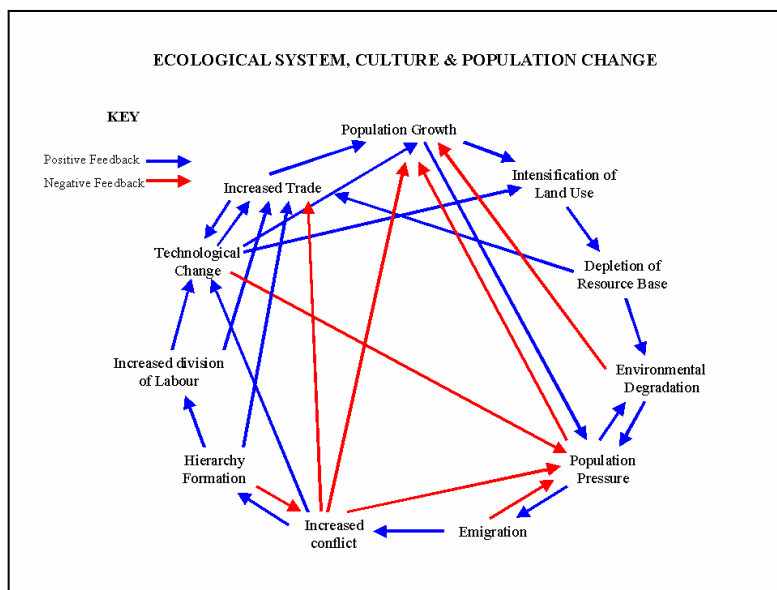 ECOLOGICAL SYSTEM, CULTURE & POPULATION CHANGE
KEY
Positive Feedback
Negative Feedback
Population Growth
Increased Trade
Intensification of
Land Use
Technological
Change
Depletion of
Resource Base
Increased division
of Labour
Environmental
Degradation
Hierarchy
Formation
Population
Pressure
Increased
conflict
Emigration